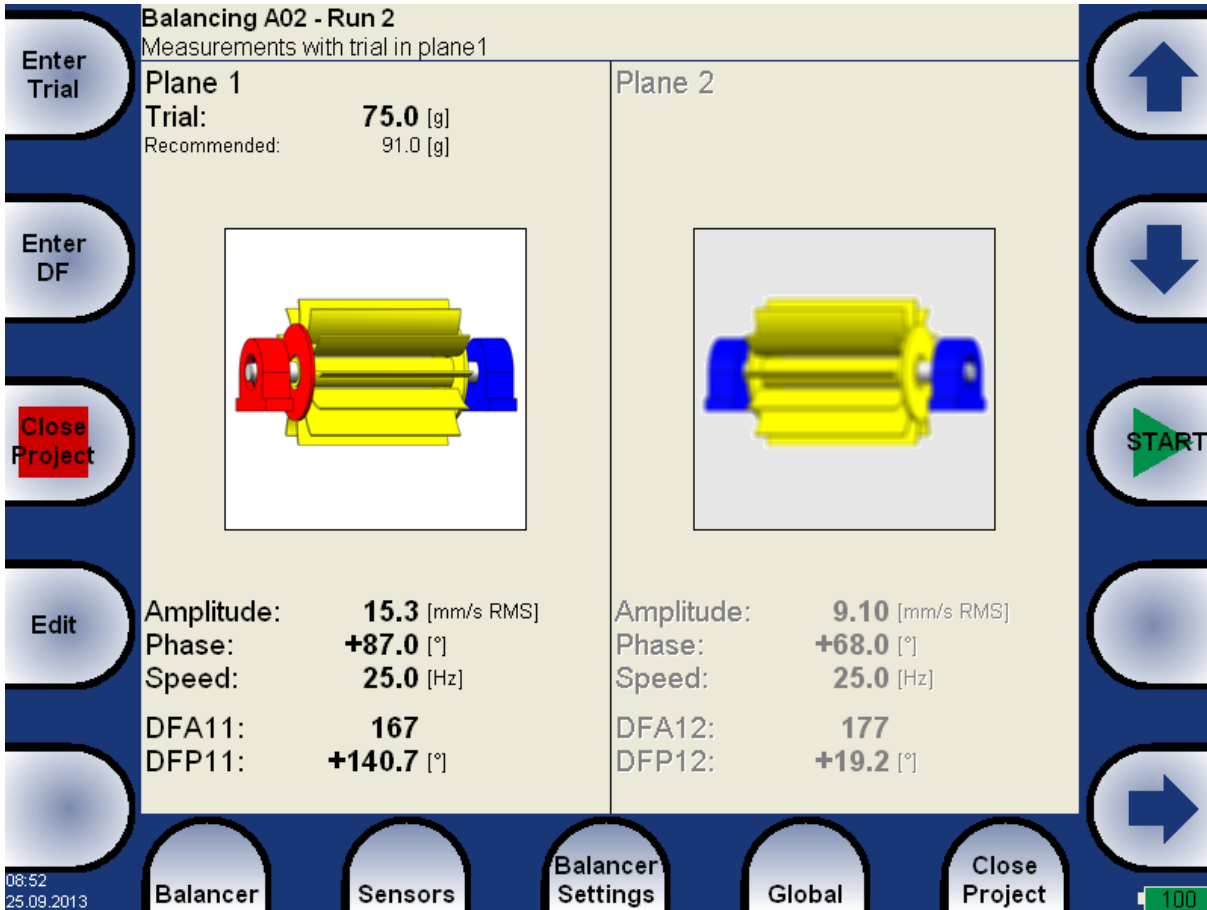 Balancing A02 - Run 2
Measurements with trial in plane1
Enter
Trial
Enter
DF
Close
Project
Edit
Plane 1
Trial: 75.0 [g]
Recommended: 91.0 [g]
Amplitude: 15.3 [mm/s RMS]
Phase: +87.0 [°]
Speed: 25.0 [Hz]
DFA11: 167
DFP11: +140.7 [°]
Plane 2
Amplitude: 9.10 [mm/s RMS]
Phase: +68.0 [°]
Speed: 25.0 [Hz]
DFA12: 177
DFP12: +19.2 [°]
START
08:52
25.09.2013
Balancer
Sensors
Balancer
Settings
Global
Close
Project
100